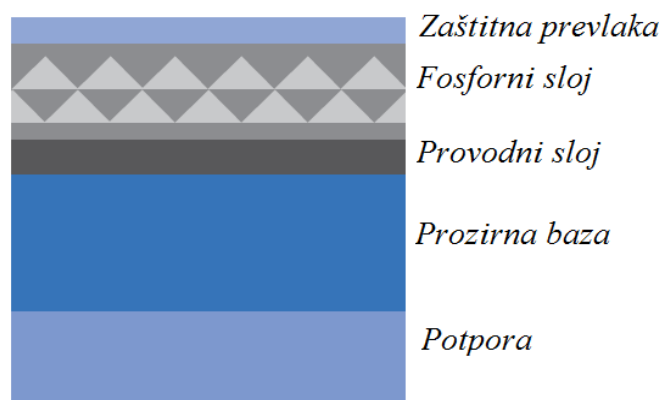 Zaštitna prevlaka
Fosforni sloj
Provodni sloj
Prozirna baza
Potpora